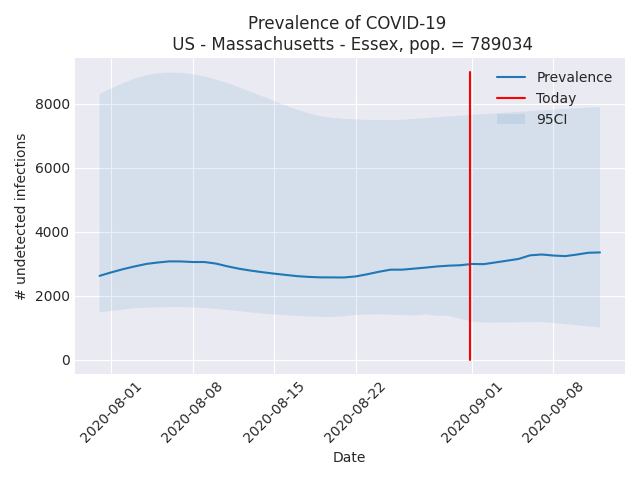 Prevalence of COVID-19
US - Massachusetts - Essex, pop. = 789034
# undetected infections
8000
6000
4000
2000
0
Prevalence
Today
95CI
2020-08-01
2020-08-08
2020-08-15
2020-08-22
2020-09-01
2020-09-08
Date